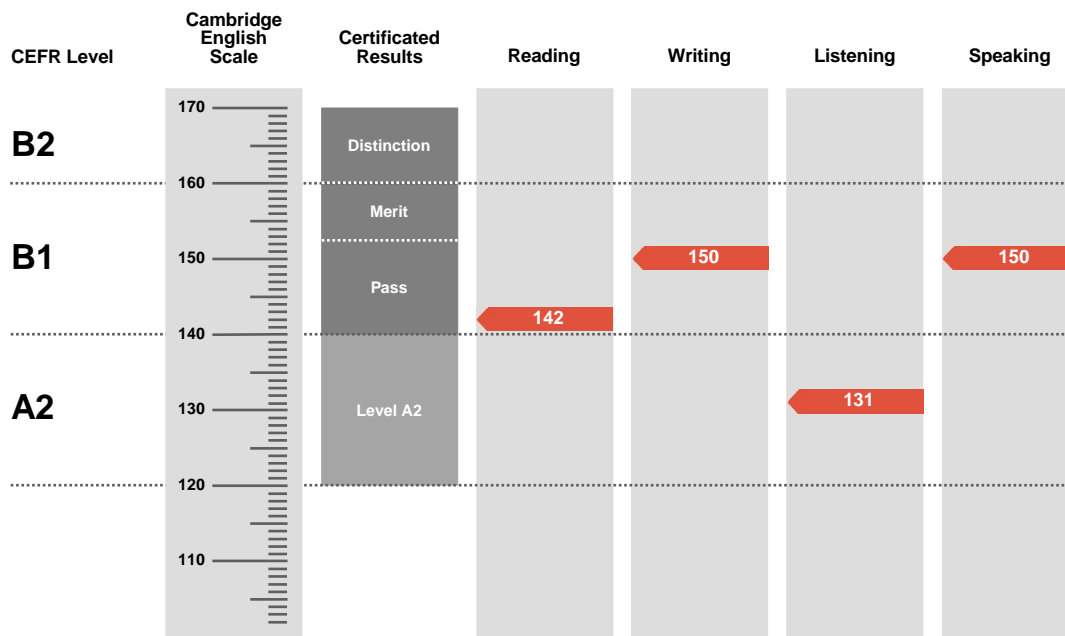 CEFR Level
Cambridge
English
Scale
Certificated
Results
Reading
Writing
Listening
Speaking
170
B2
Distinction
160
Merit
B1
150
150
150
Pass
142
140
A2
130
Level A2
131
120
110